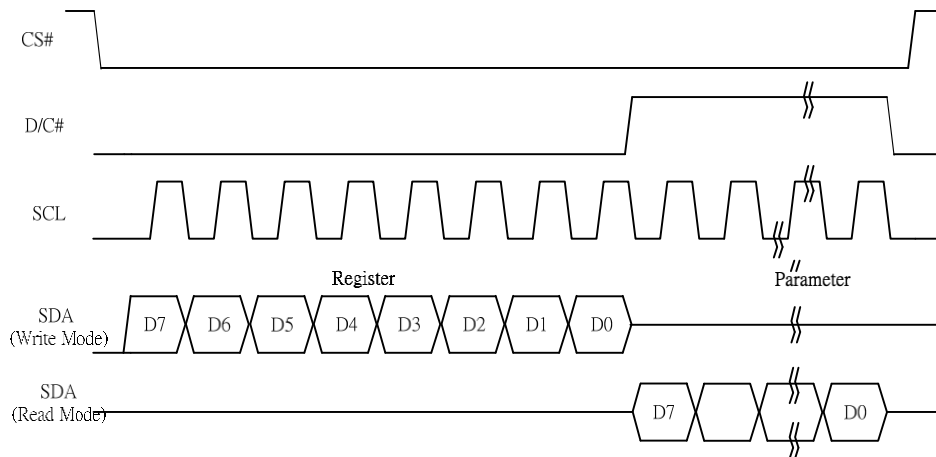 CS#
D/C#
SCL
Register Parameter
SDA
(Write Mode)
D7 D6 D5 D4 D3 D2 D1 D0
SDA
(Read Mode)
D7 D0